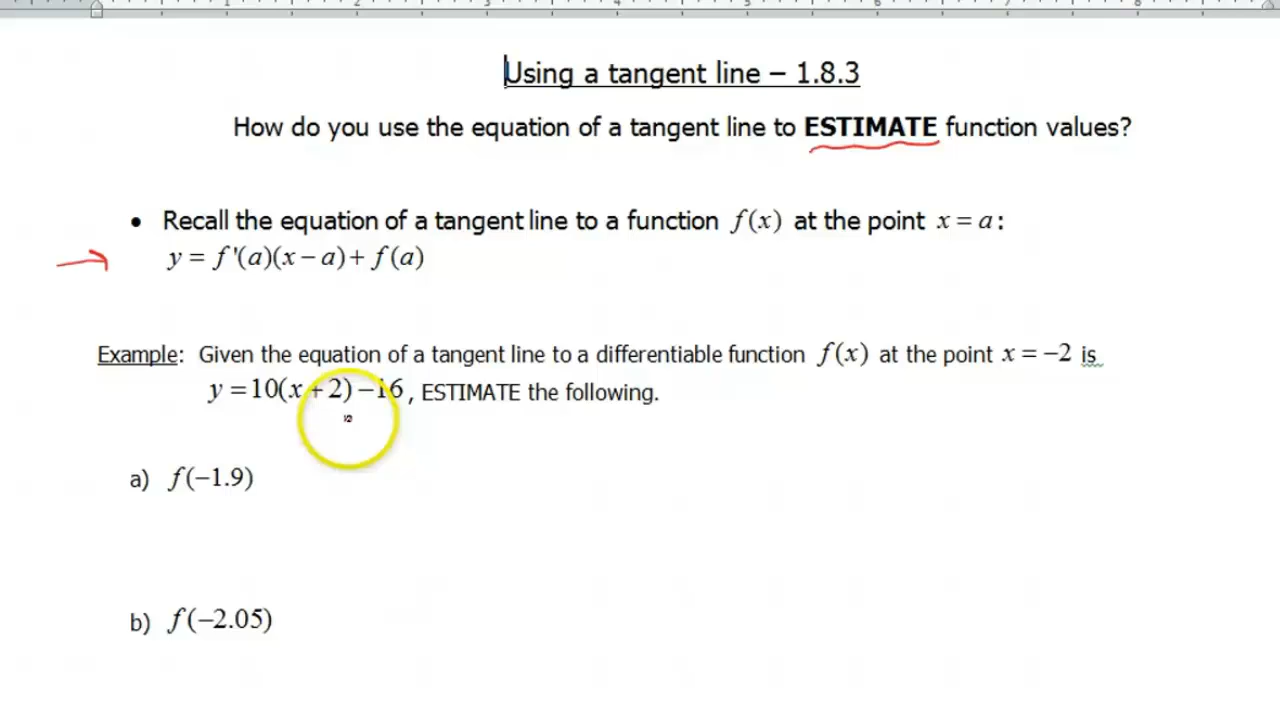 Using a tangent line – 1.8.3
How do you use the equation of a tangent line to ESTIMATE function values?
• Recall the equation of a tangent line to a function f(x) at the point x = a:
y = f'(a)(x − a) + f(a)
Example: Given the equation of a tangent line to a differentiable function f(x) at the point x = −2 is
y = 10(x + 2) − 16, ESTIMATE the following.
a) f(−1.9)
b) f(−2.05)